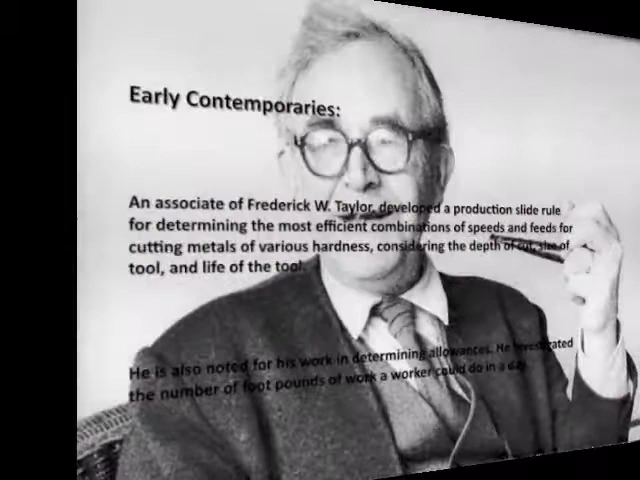 Early Contemporaries:
An associate of Frederick W. Taylor, developed a production slide rule
for determining the most efficient combinations of speeds and feeds for
cutting metals of various hardness, considering the depth of cut, size of
tool, and life of the tool.
He is also noted for his work in determining allowances. He investigated
the number of foot pounds of work a worker could do in a day.